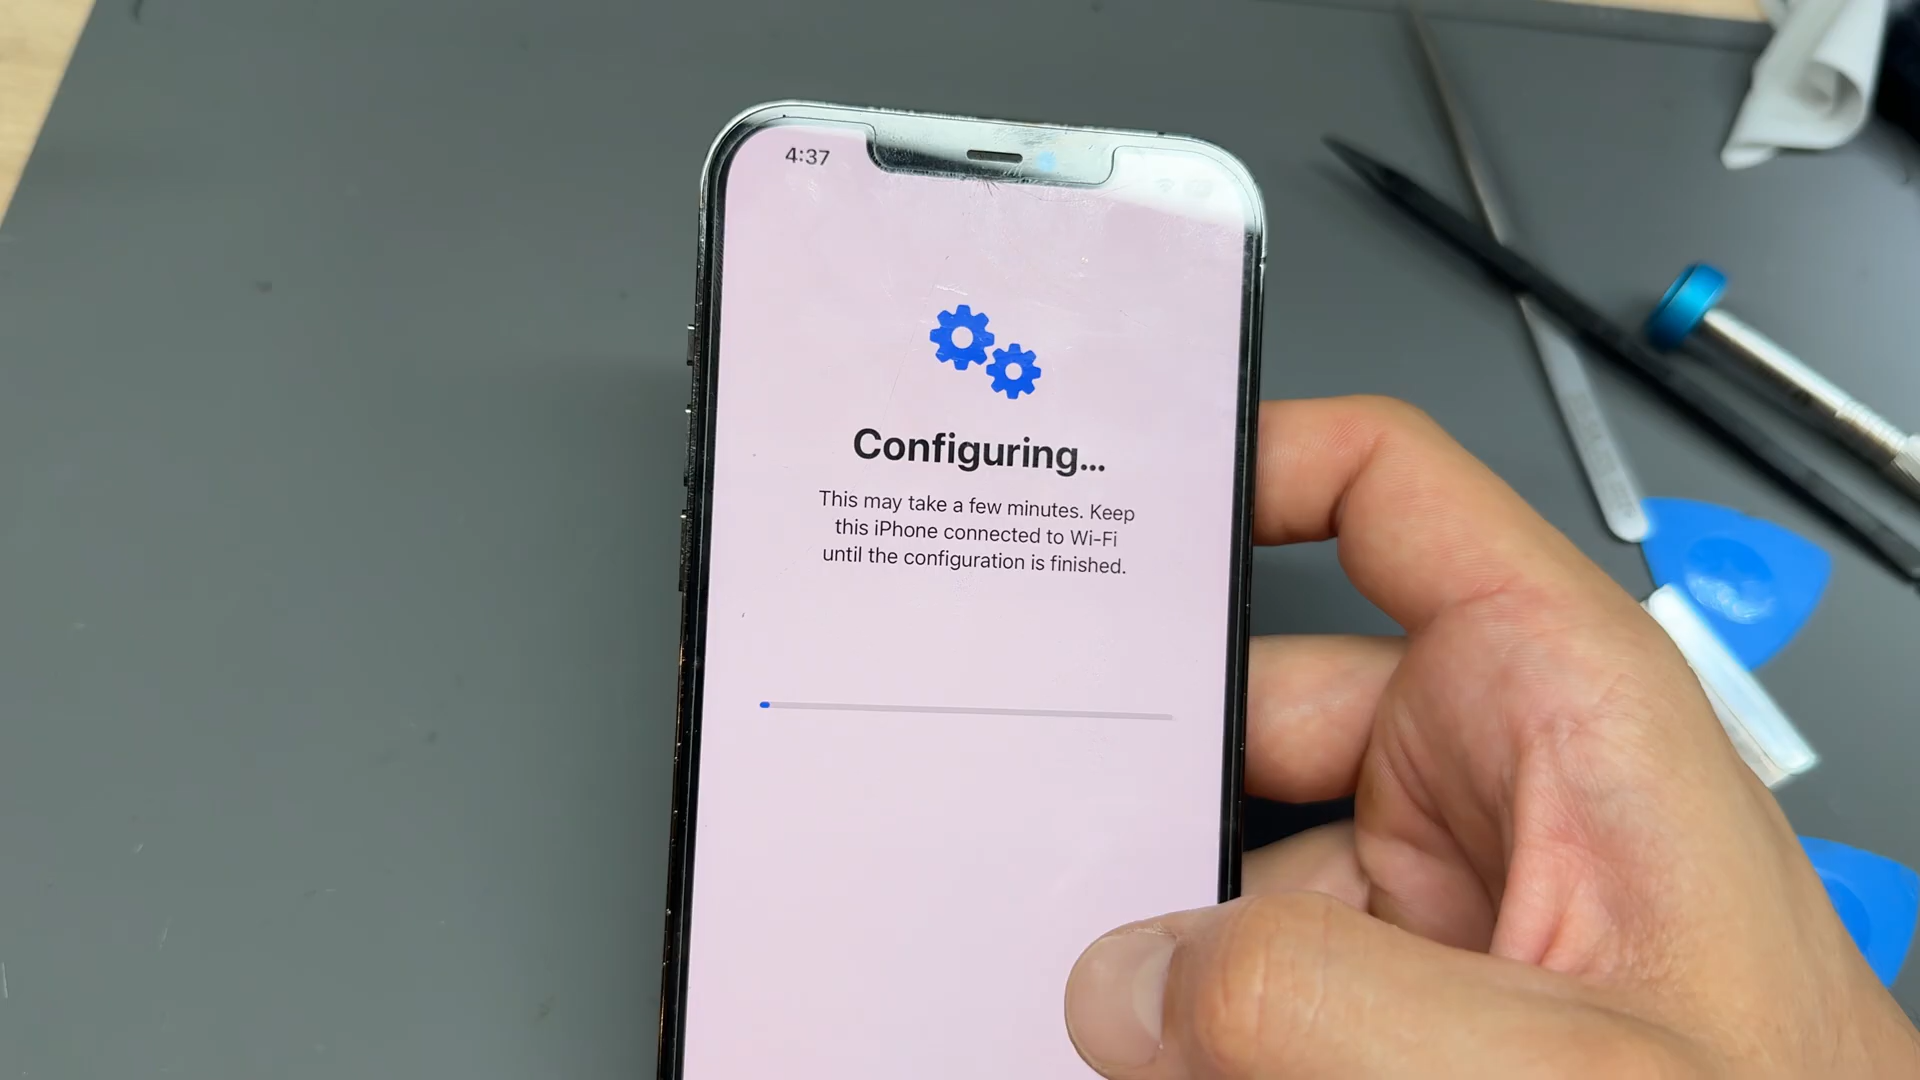 4:37
Configuring...
This may take a few minutes. Keep
this iPhone connected to Wi-Fi
until the configuration is finished.